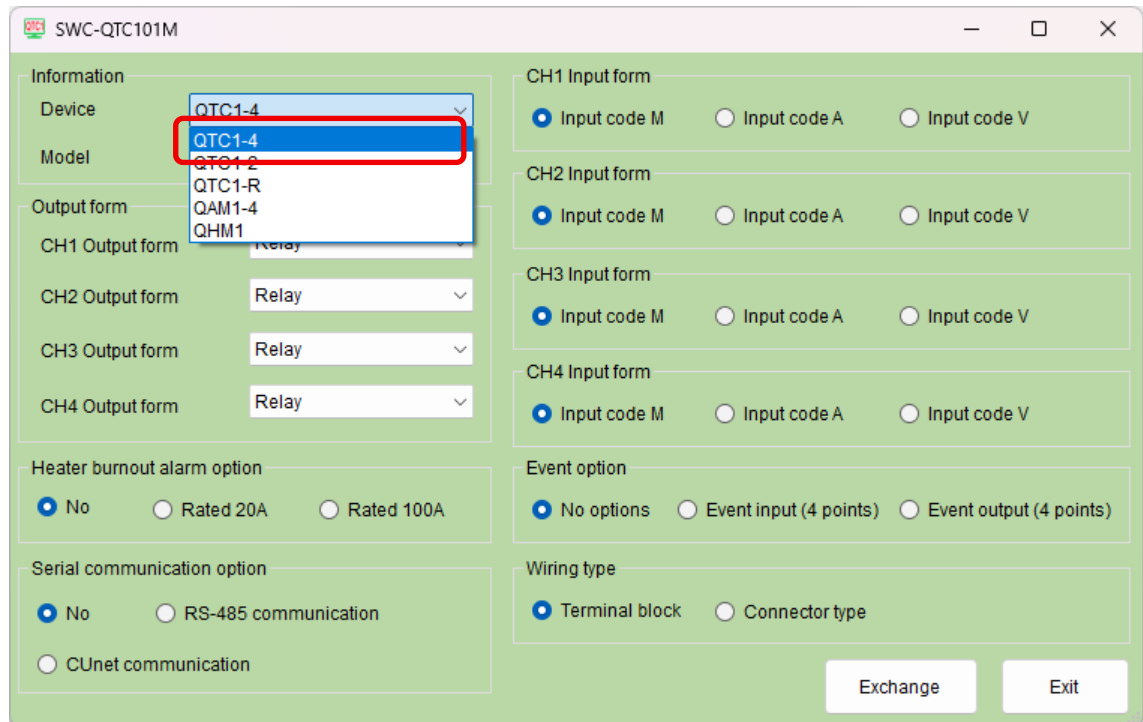 SWC-QTC101M
Information
Device QTC1-4
QTC1-4
Model QTC1-2
QTC1-R
QAM1-4
QHM1
Output form
CH1 Output form Relay
CH2 Output form Relay
CH3 Output form Relay
CH4 Output form Relay
Heater burnout alarm option
No Rated 20A Rated 100A
Serial communication option
No RS-485 communication
CUnet communication
CH1 Input form
Input code M Input code A Input code V
CH2 Input form
Input code M Input code A Input code V
CH3 Input form
Input code M Input code A Input code V
CH4 Input form
Input code M Input code A Input code V
Event option
No options Event input (4 points) Event output (4 points)
Wiring type
Terminal block Connector type
Exchange Exit